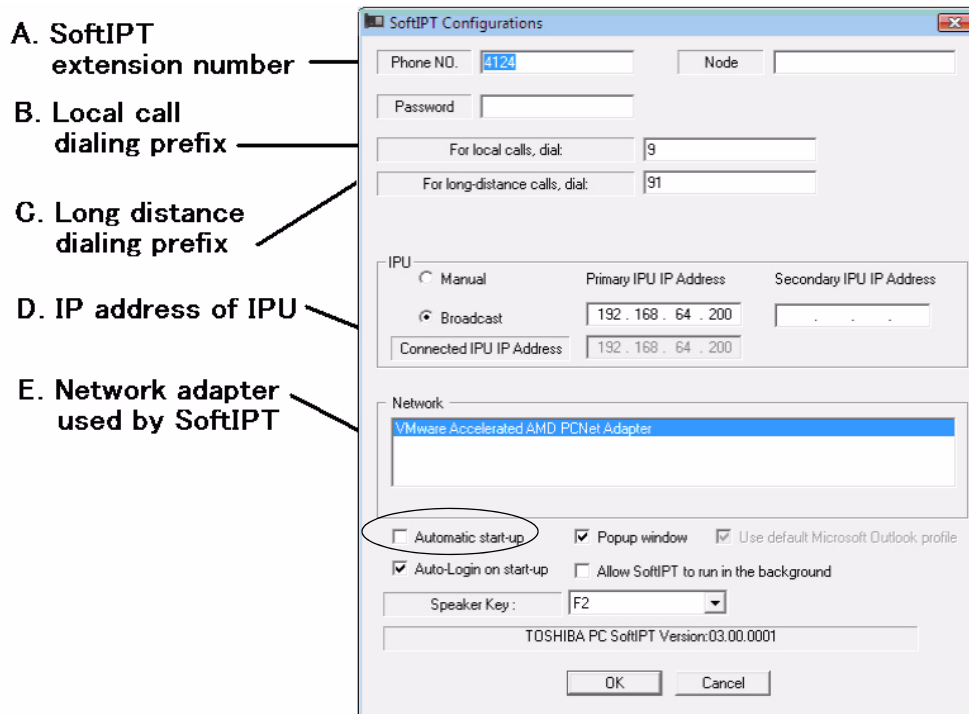 A. SoftIPT
extension number
B. Local call
dialing prefix
C. Long distance
dialing prefix
D. IP address of IPU
E. Network adapter
used by SoftIPT
SoftIPT Configurations
Phone NO. 4124 Node
Password
For local calls, dial: 9
For long-distance calls, dial: 91
IPU
Manual Primary IPU IP Address Secondary IPU IP Address
Broadcast 192 . 168 . 64 . 200 . . .
Connected IPU IP Address 192 . 168 . 64 . 200
Network
VMware Accelerated AMD PCNet Adapter
Automatic start-up Popup window Use default Microsoft Outlook profile
Auto-Login on start-up Allow SoftIPT to run in the background
Speaker Key : F2
TOSHIBA PC SoftIPT Version:03.00.0001
OK Cancel